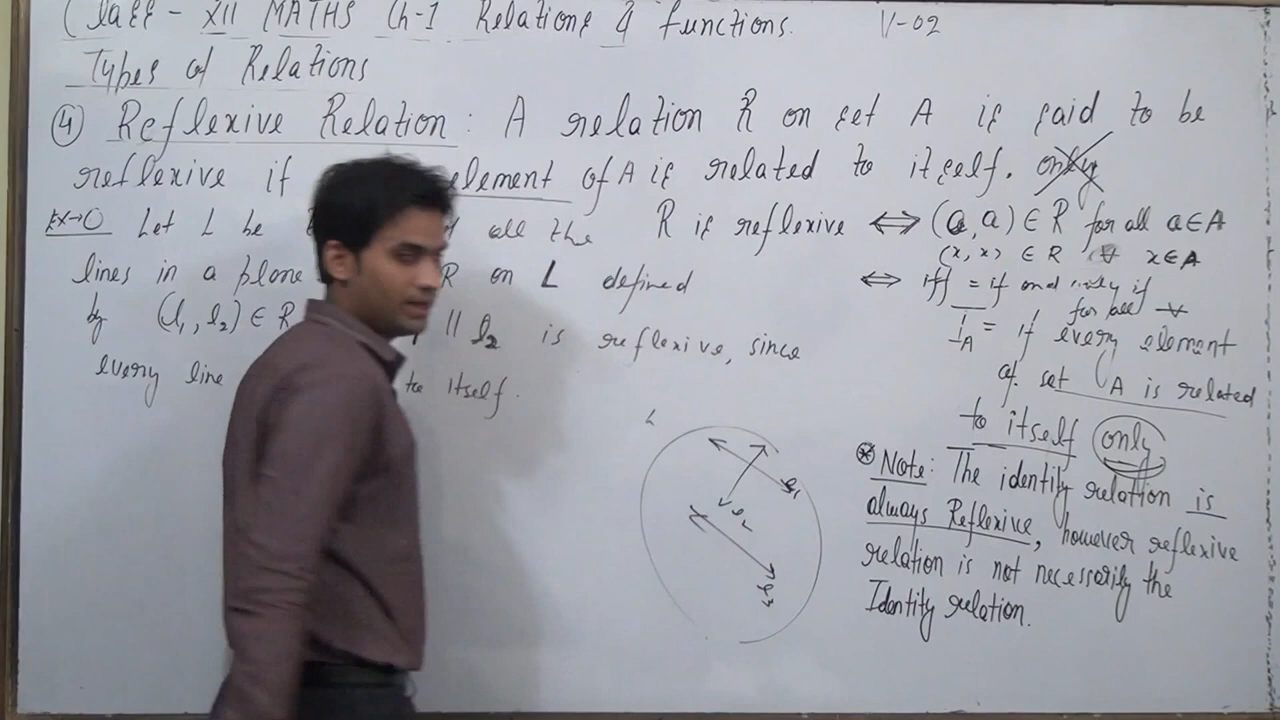 Class - XII MATHS Ch-1 Relations & functions. V-02
Types of Relations
④ Reflexive Relation : A relation R on set A is said to be
reflexive if element of A is related to itself. only
Ex→① Let L be all the
lines in a plane R on L defined
by (l₁, l₂) ∈ R || l₂ is reflexive, since
every line to itself.
R is reflexive ⟺ (a, a) ∈ R for all a ∈ A
(x, x) ∈ R ∀ x ∈ A
⟺ iff = if and only if
for all → ∀
I_A = if every element
of set A is related
to itself only
⊛ Note: The identity relation is
always Reflexive, however reflexive
relation is not necessarily the
Identity relation.
L
l₁
l₂
l₃